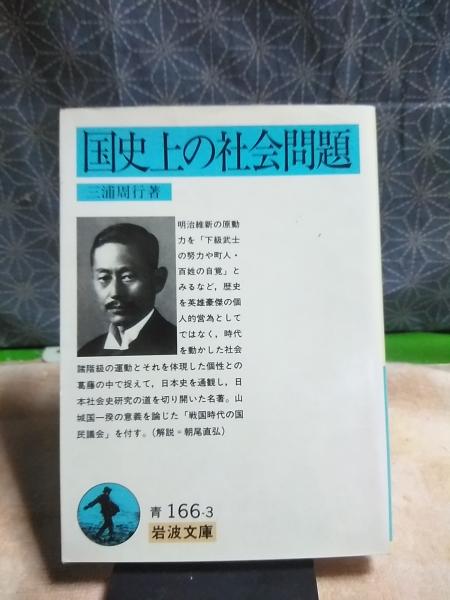 国史上の社会問題
三浦周行著
明治維新の原動
力を「下級武士
の努力や町人・
百姓の自覚」と
みるなど，歴史
を英雄豪傑の個
人的営為として
ではなく，時代
を動かした社会
諸階級の運動とそれを体現した個性との
葛藤の中で捉えて，日本史を通観し，日
本社会史研究の道を切り開いた名著。山
城国一揆の意義を論じた「戦国時代の国
民議会」を付す。（解説＝朝尾直弘）
青 166-3
岩波文庫